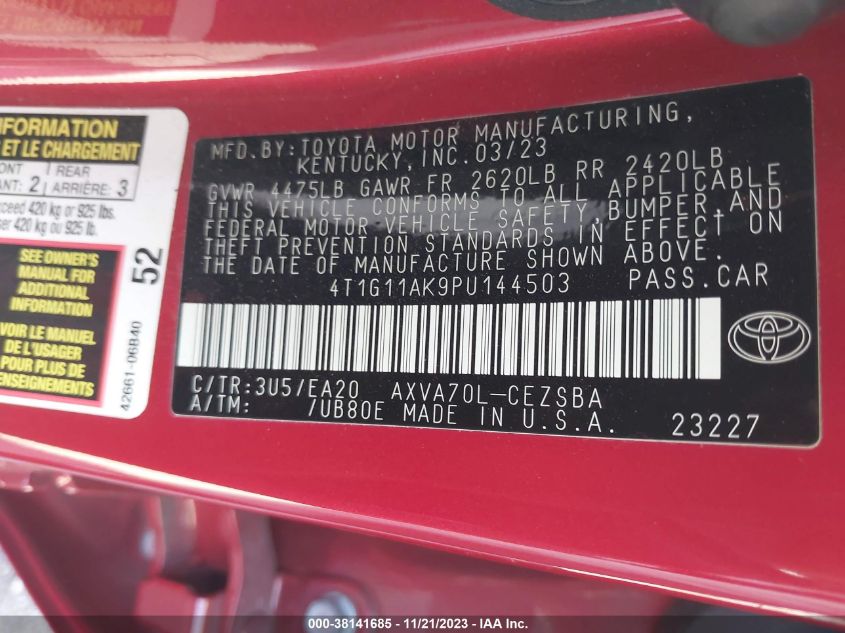 NFORMATION
ET LE CHARGEMENT
REAR
2
ARRIÈRE: 3
ceed 420 kg or 925 lbs.
ser 420 kg ou 925 lb.
SEE OWNER'S
MANUAL FOR
ADDITIONAL
INFORMATION
VOIR LE MANUEL
DE L'USAGER
POUR PLUS DE
RENSEIGNEMENTS
52
42661-06B40
MFD. BY: TOYOTA MOTOR MANUFACTURING,
KENTUCKY, INC. 03/23
GVWR 4475LB GAWR FR 2620LB RR 2420LB
THIS VEHICLE CONFORMS TO ALL APPLICABLE
FEDERAL MOTOR VEHICLE SAFETY, BUMPER, AND
THEFT PREVENTION STANDARDS IN EFFECT ON
THE DATE OF MANUFACTURE SHOWN ABOVE.
4T1G11AK9PU144503 PASS.CAR
C/TR: 3U5/EA20 AXVA70L-CEZSBA
A/TM: /UB80E MADE IN U.S.A.
23227
000-38141685 - 11/21/2023 - IAA Inc.